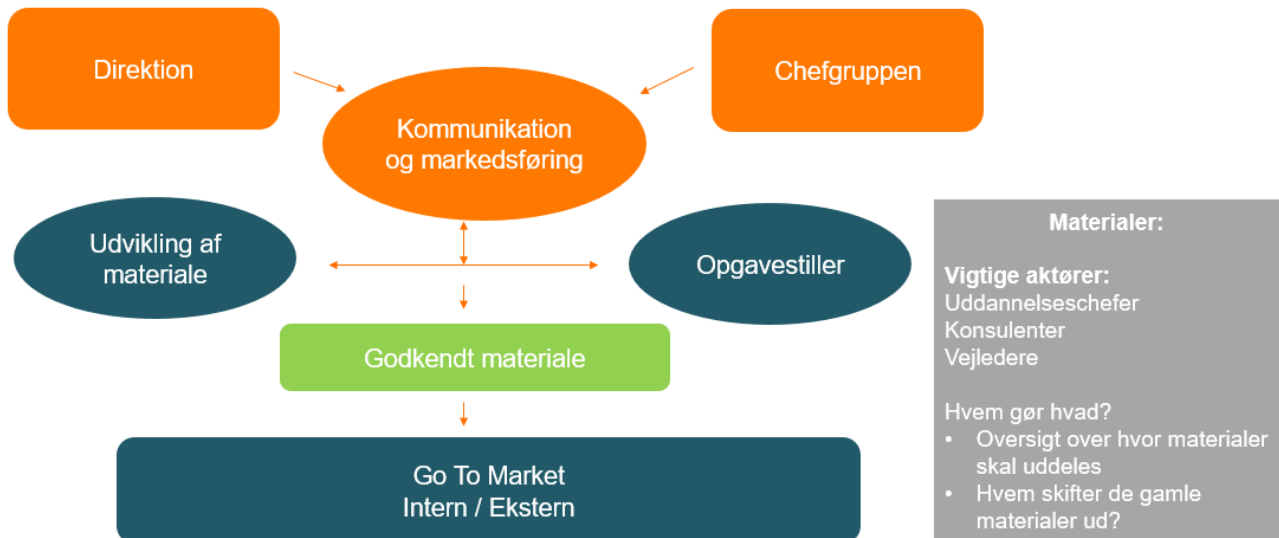 Direktion
Chefgruppen
Kommunikation
og markedsføring
Udvikling af
materiale
Opgavestiller
Godkendt materiale
Go To Market
Intern / Ekstern
Materialer:
Vigtige aktører:
Uddannelseschefer
Konsulenter
Vejledere
Hvem gør hvad?
• Oversigt over hvor materialer
skal uddeles
• Hvem skifter de gamle
materialer ud?